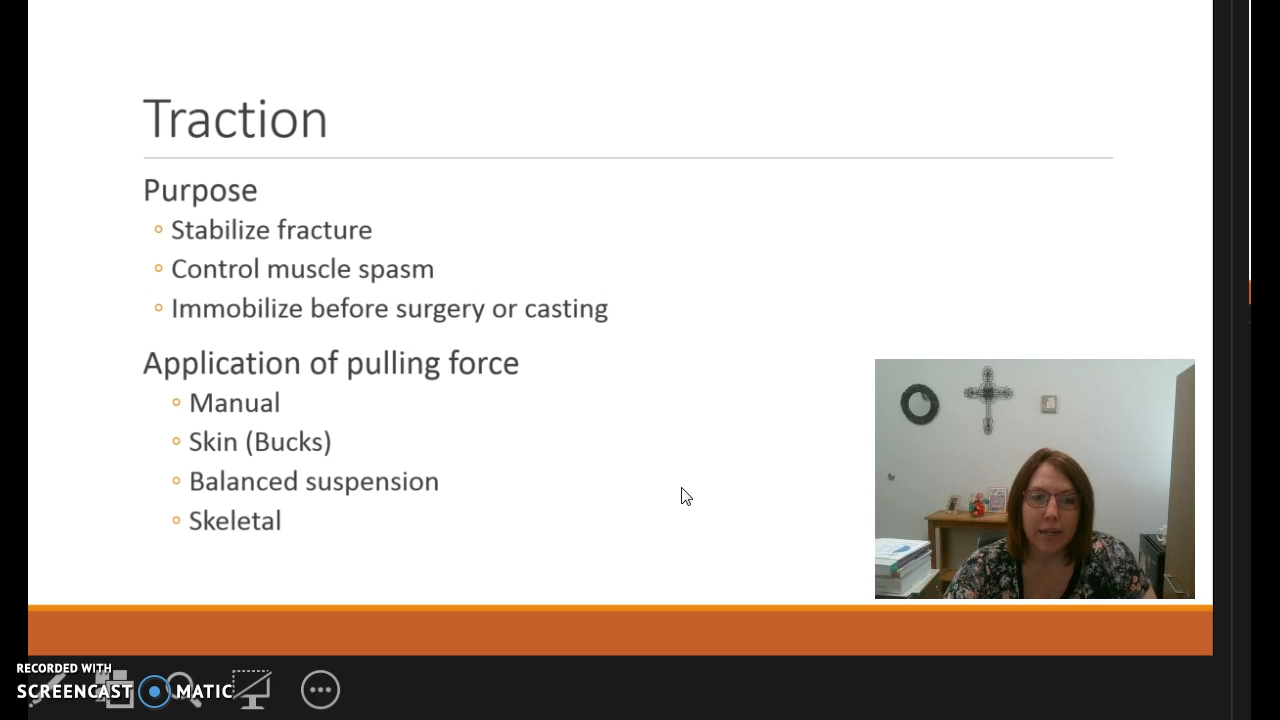 Traction
Purpose
Stabilize fracture
Control muscle spasm
Immobilize before surgery or casting
Application of pulling force
Manual
Skin (Bucks)
Balanced suspension
Skeletal
RECORDED WITH
SCREENCAST MATIC